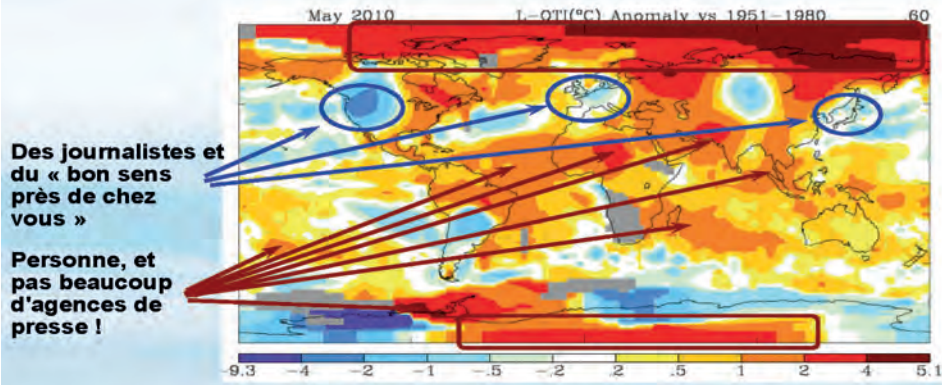 May 2010 L-OTI(°C) Anomaly vs 1951-1980 .60
Des journalistes et
du « bon sens
près de chez
vous »
Personne, et
pas beaucoup
d'agences de
presse !
-9.3 -4 -2 -1 -.5 -.2 .2 .5 1 2 4 5.1